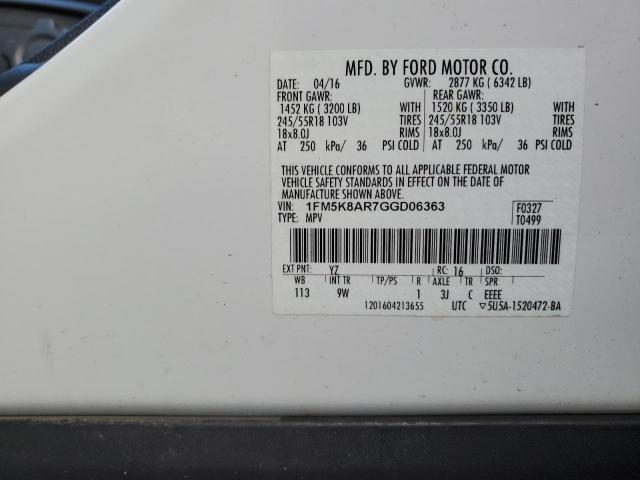 MFD. BY FORD MOTOR CO.
DATE: 04/16 GVWR: 2877 KG ( 6342 LB)
FRONT GAWR: REAR GAWR:
1452 KG ( 3200 LB) WITH 1520 KG ( 3350 LB) WITH
245/55R18 103V TIRES 245/55R18 103V TIRES
18x8.0J RIMS 18x8.0J RIMS
AT 250 kPa/ 36 PSI COLD AT 250 kPa/ 36 PSI COLD
THIS VEHICLE CONFORMS TO ALL APPLICABLE FEDERAL MOTOR
VEHICLE SAFETY STANDARDS IN EFFECT ON THE DATE OF
MANUFACTURE SHOWN ABOVE.
VIN: 1FM5K8AR7GGD06363 F0327
TYPE: MPV T0499
EXT PNT: YZ RC: 16 DSO:
WB INT TR TP/PS R AXLE TR SPR
113 9W 1 3J C EEEE
1201604213655 UTC ▽5U5A-1520472-BA